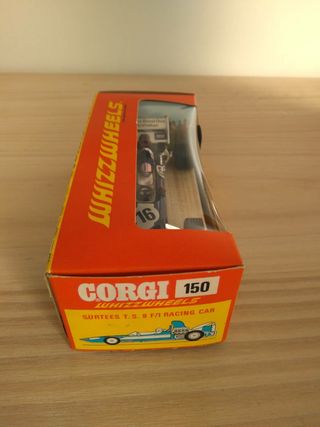 WHIZZWHEELS
16
CORGI 150
WHIZZWHEELS
SURTEES T. S. 9 F/1 RACING CAR